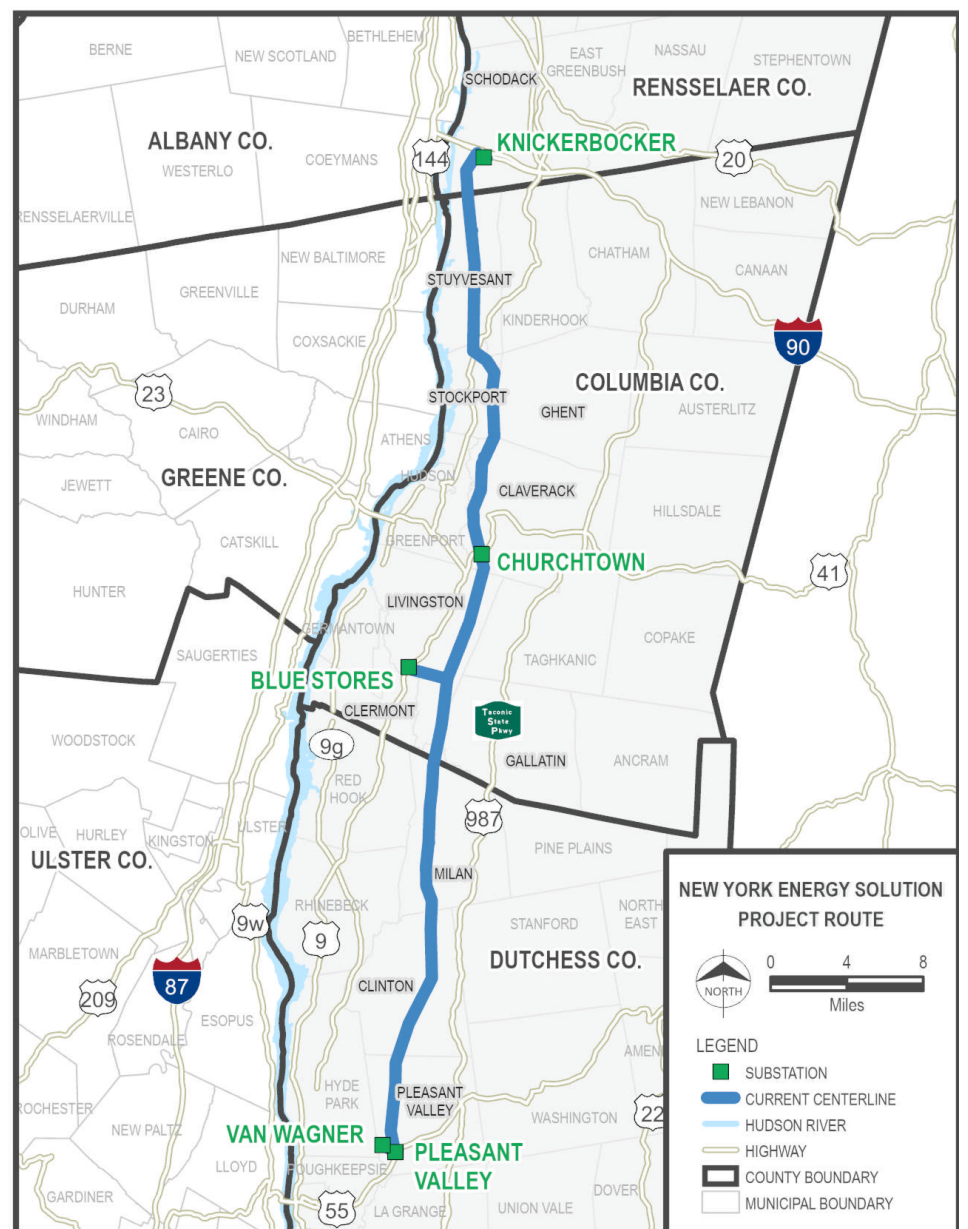 BETHLEHEM
BERNE
NEW SCOTLAND
EAST
GREENBUSH
NASSAU
STEPHENTOWN
SCHODACK
RENSSELAER CO.
ALBANY CO.
WESTERLO
COEYMANS
144
KNICKERBOCKER
20
RENSSELAERVILLE
NEW LEBANON
NEW BALTIMORE
CHATHAM
CANAAN
DURHAM
GREENVILLE
STUYVESANT
KINDERHOOK
COXSACKIE
90
23
COLUMBIA CO.
STOCKPORT
GHENT
AUSTERLITZ
WINDHAM
CAIRO
ATHENS
GREENE CO.
HUDSON
JEWETT
CLAVERACK
HILLSDALE
CATSKILL
GREENPORT
CHURCHTOWN
41
HUNTER
LIVINGSTON
GERMANTOWN
COPAKE
SAUGERTIES
TAGHKANIC
BLUE STORES
CLERMONT
Taconic
State
Pkwy
WOODSTOCK
9g
GALLATIN
ANCRAM
RED
HOOK
987
OLIVE
HURLEY
KINGSTON
ULSTER
PINE PLAINS
ULSTER CO.
MILAN
RHINEBECK
STANFORD
NORTH
EAST
9w
9
MARBLETOWN
DUTCHESS CO.
87
CLINTON
209
ESOPUS
ROSENDALE
AMEN
HYDE
PARK
PLEASANT
VALLEY
ROCHESTER
NEW PALTZ
WASHINGTON
22
VAN WAGNER
PLEASANT
VALLEY
LLOYD
POUGHKEEPSIE
GARDINER
55
LA GRANGE
UNION VALE
DOVER
NEW YORK ENERGY SOLUTION
PROJECT ROUTE
NORTH
0 4 8
Miles
LEGEND
SUBSTATION
CURRENT CENTERLINE
HUDSON RIVER
HIGHWAY
COUNTY BOUNDARY
MUNICIPAL BOUNDARY